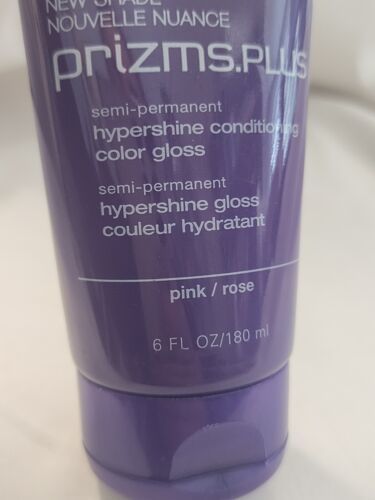 NEW SHADE
NOUVELLE NUANCE
prizms.PLUS
semi-permanent
hypershine conditioning
color gloss
semi-permanent
hypershine gloss
couleur hydratant
pink / rose
6 FL OZ/180 ml